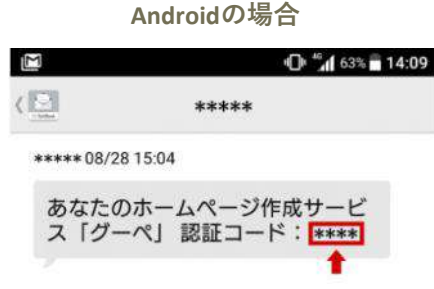 Androidの場合
4G 63% 14:09
*****
***** 08/28 15:04
あなたのホームページ作成サービ
ス「グーペ」 認証コード：****